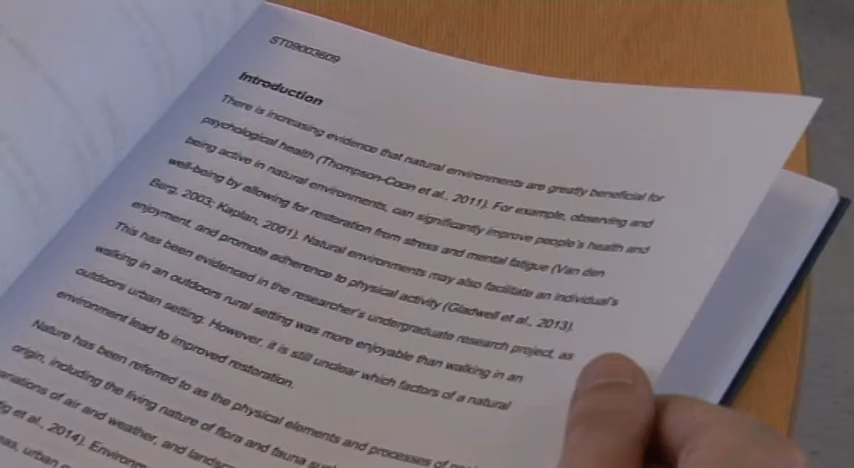 ST09003609
Introduction
There is increasing evidence that natural environments are greatly beneficial for
psychological health (Thompson-Coon et al., 2011). For example, observing and
being active in natural environments, can significantly improve people's health and
well-being by allowing for restoration from stress and mental fatigue (Van den
Berg, 2003; Kaplan, 2001). Natural environments may also facilitate an individual's
enjoyment, and promote adherence to physical activity (Gladwell et al., 2013).
This has been evidenced in the researcher's undergraduate research project, as
walking in an outdoors rural setting was more enjoyable than walking in an
outdoors urban setting. However, it is still unclear which factors of a natural
environment lead to improved restoration.
Nature has been referred to as the physical elements and processes of
origin, including the living nature of flora and fauna
of air and weather, and
et al., 2014).
urban